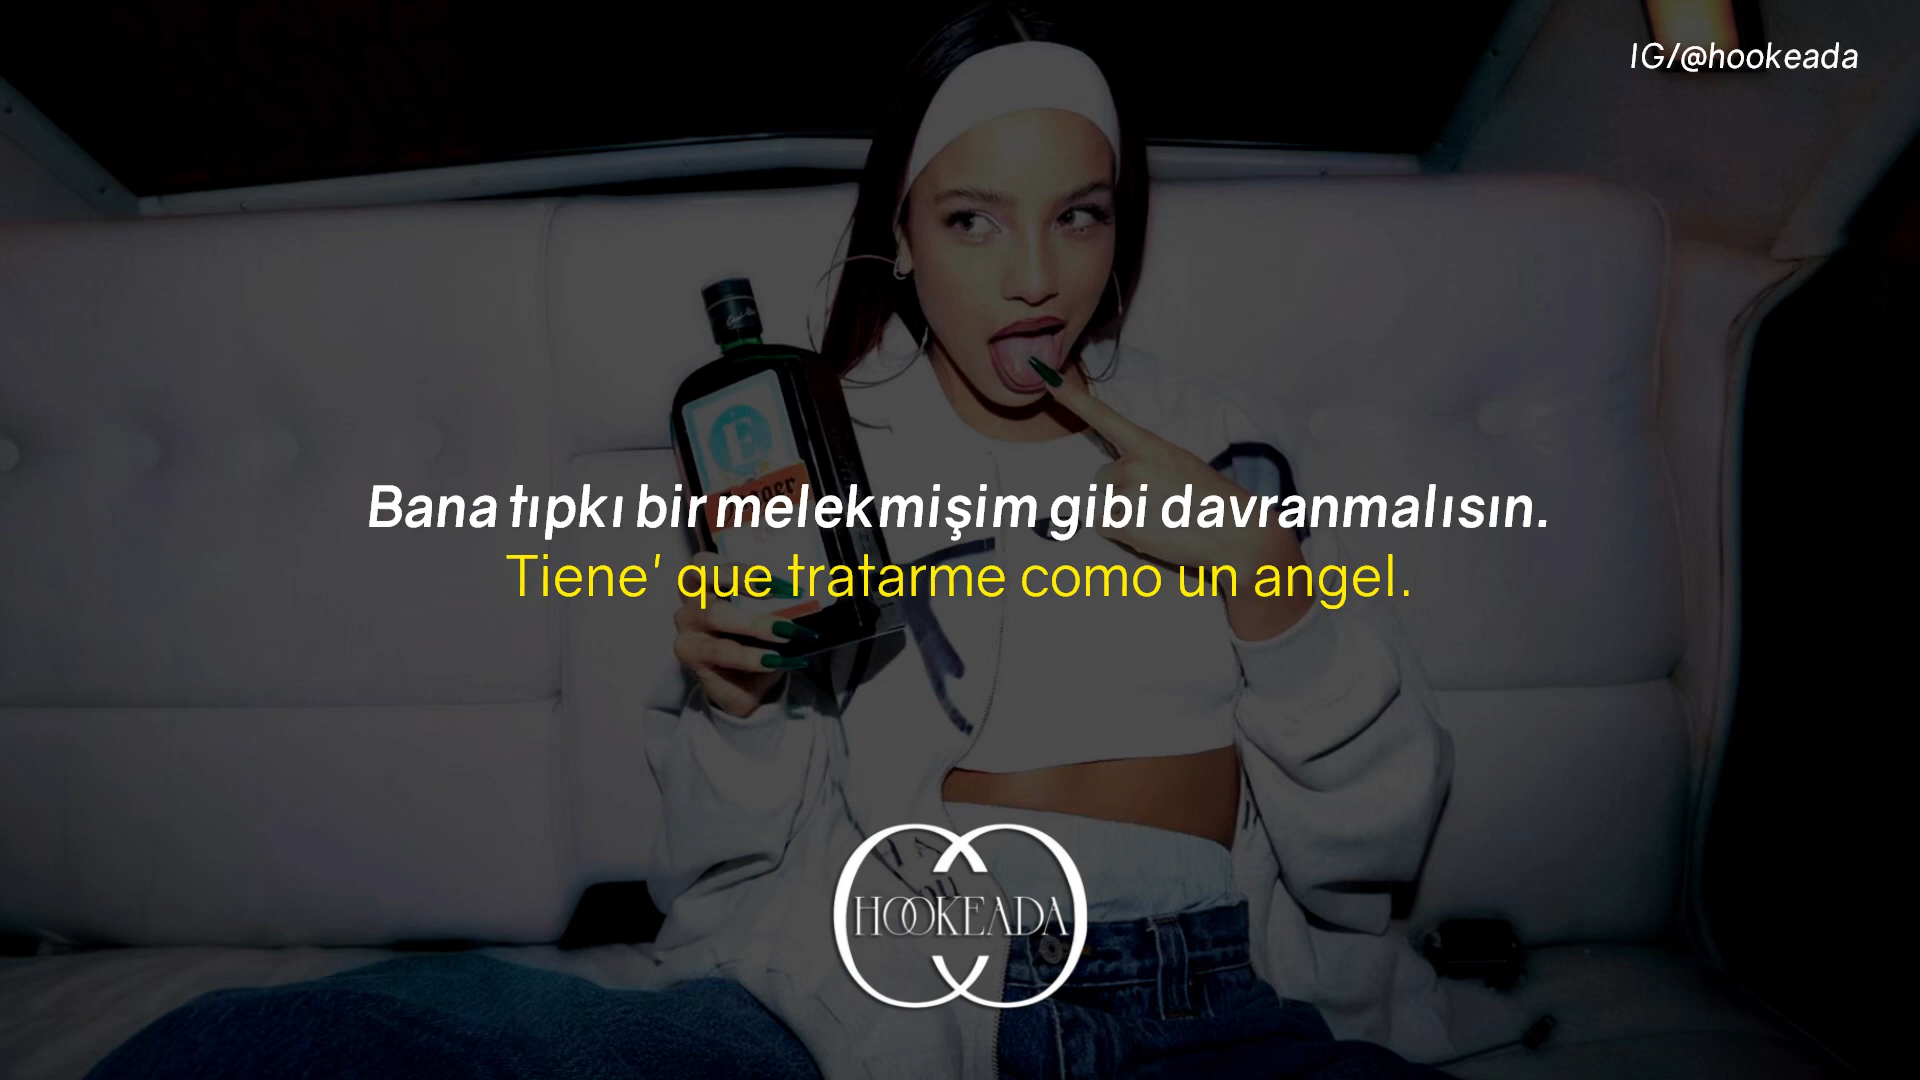 IG/@hookeada
Bana tıpkı bir melekmişim gibi davranmalısın.
Tiene' que tratarme como un angel.
HOOKEADA